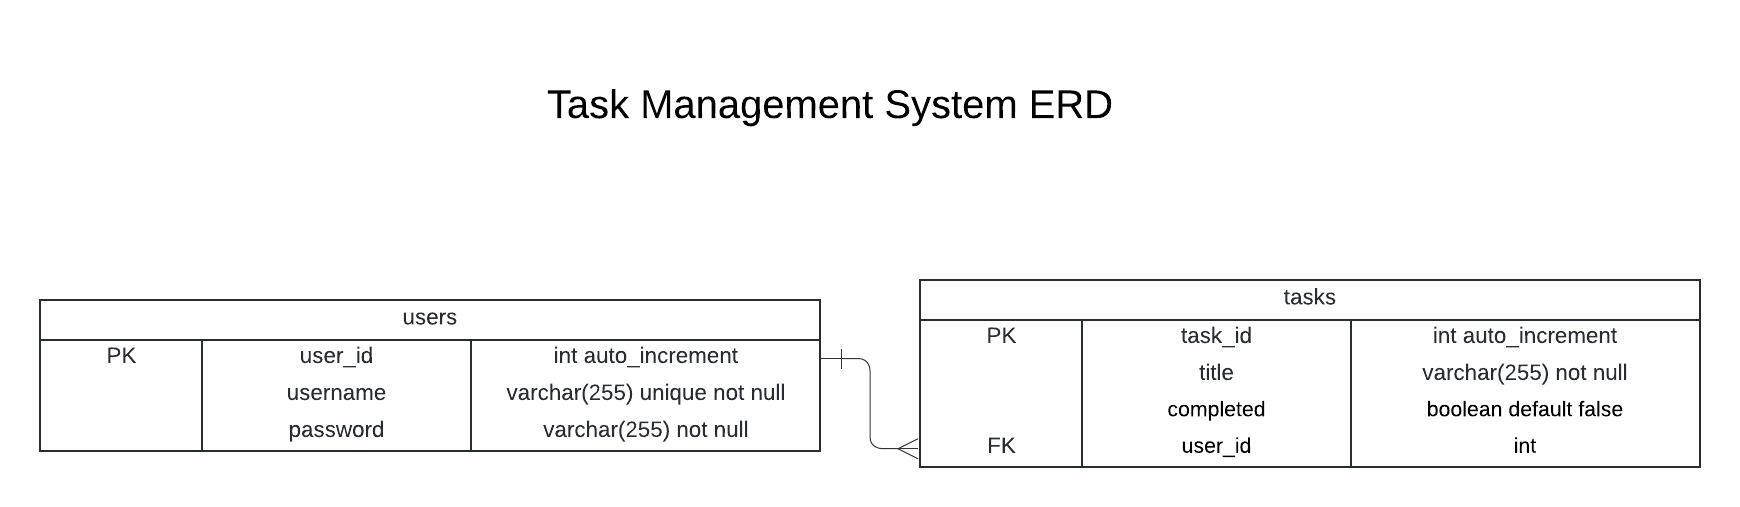 Task Management System ERD
users
PK user_id int auto_increment
username varchar(255) unique not null
password varchar(255) not null
tasks
PK task_id int auto_increment
title varchar(255) not null
completed boolean default false
FK user_id int